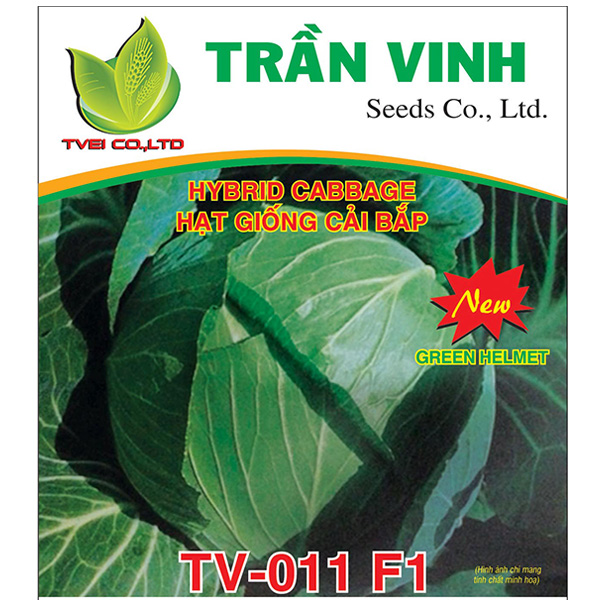 TRẦN VINH
Seeds Co., Ltd.
TVEI CO.,LTD
HYBRID CABBAGE
HẠT GIỐNG CẢI BẮP
New
GREEN HELMET
TV-011 F1
(Hình ảnh chỉ mang
tính chất minh hoạ)